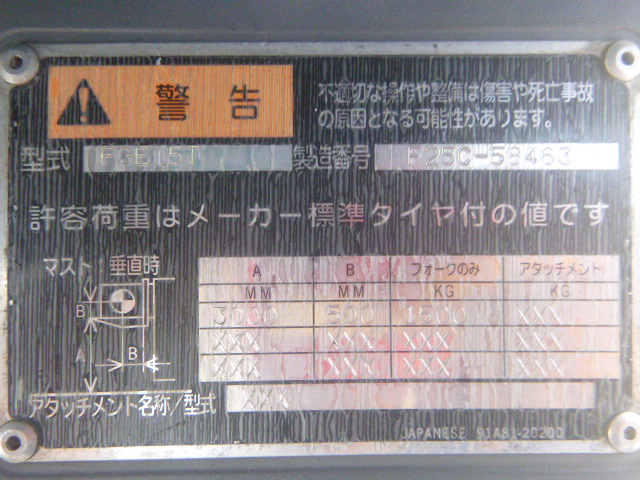 警告
不適切な操作や整備は傷害や死亡事故
の原因となる可能性があります。
型式 FGE15T 製造番号 F25C-58463
許容荷重はメーカー標準タイヤ付の値です
マスト:垂直時
A B フォークのみ アタッチメント
MM MM KG KG
3000 500 1500 XXX
XXX XXX XXX XXX
XXX XXX XXX XXX
B
A B
アタッチメント名称/型式 XXX
JAPANESE 91A81-20200